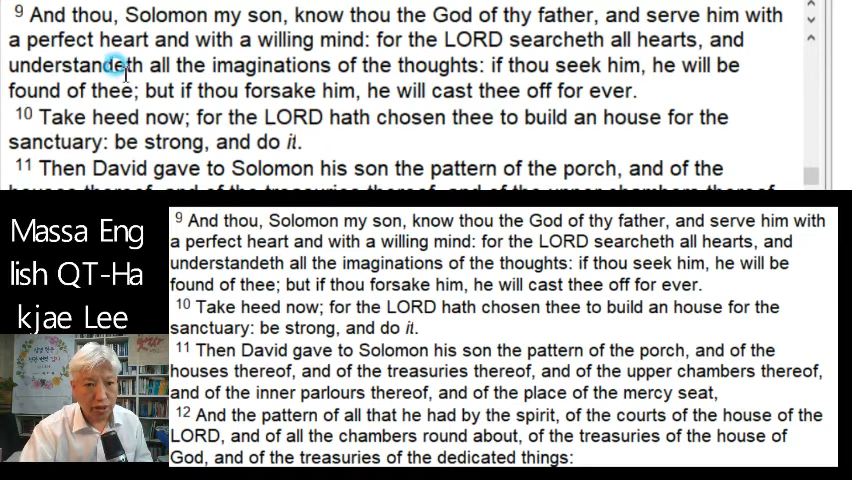 9 And thou, Solomon my son, know thou the God of thy father, and serve him with
a perfect heart and with a willing mind: for the LORD searcheth all hearts, and
understandeth all the imaginations of the thoughts: if thou seek him, he will be
found of thee; but if thou forsake him, he will cast thee off for ever.
10 Take heed now; for the LORD hath chosen thee to build an house for the
sanctuary: be strong, and do it.
11 Then David gave to Solomon his son the pattern of the porch, and of the
houses thereof, and of the treasuries thereof, and of the upper chambers thereof
Massa Eng
lish QT-Ha
kjae Lee
9 And thou, Solomon my son, know thou the God of thy father, and serve him with
a perfect heart and with a willing mind: for the LORD searcheth all hearts, and
understandeth all the imaginations of the thoughts: if thou seek him, he will be
found of thee; but if thou forsake him, he will cast thee off for ever.
10 Take heed now; for the LORD hath chosen thee to build an house for the
sanctuary: be strong, and do it.
11 Then David gave to Solomon his son the pattern of the porch, and of the
houses thereof, and of the treasuries thereof, and of the upper chambers thereof,
and of the inner parlours thereof, and of the place of the mercy seat,
12 And the pattern of all that he had by the spirit, of the courts of the house of the
LORD, and of all the chambers round about, of the treasuries of the house of
God, and of the treasuries of the dedicated things: